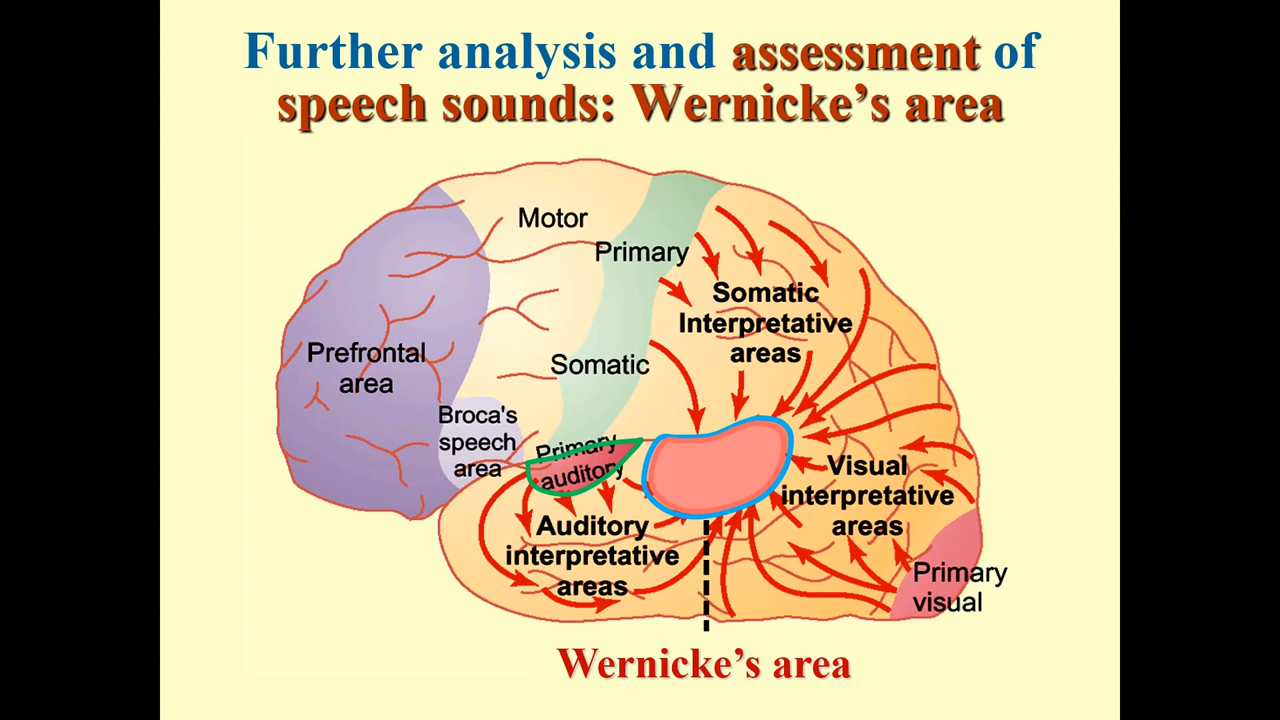 Further analysis and assessment of
speech sounds: Wernicke’s area
Motor
Primary
Somatic
Interpretative
areas
Prefrontal
area
Somatic
Broca's
speech
area
Primary
auditory
Visual
interpretative
areas
Auditory
interpretative
areas
Primary
visual
Wernicke’s area